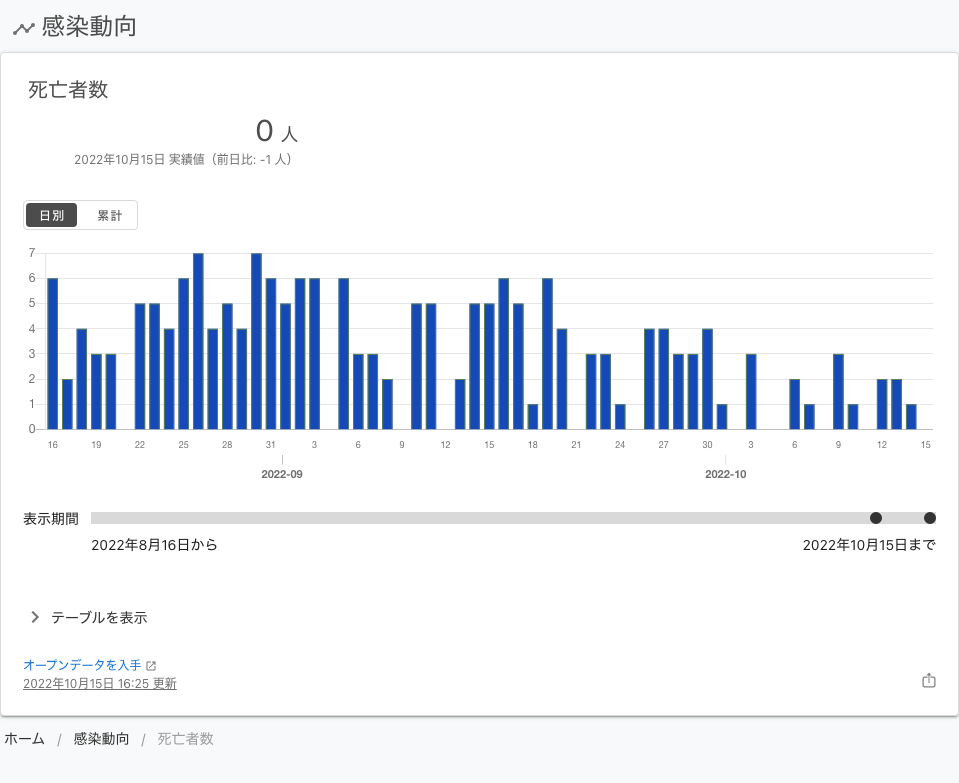 感染動向
死亡者数
0 人
2022年10月15日 実績値（前日比: -1 人）
日別 累計
7
6
5
4
3
2
1
0
16 19 22 25 28 31 3 6 9 12 15 18 21 24 27 30 3 6 9 12 15
2022-09 2022-10
表示期間
2022年8月16日から 2022年10月15日まで
テーブルを表示
オープンデータを入手
2022年10月15日 16:25 更新
ホーム / 感染動向 / 死亡者数